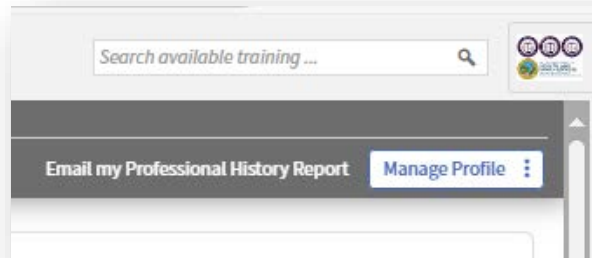 Search available training ...
Email my Professional History Report
Manage Profile